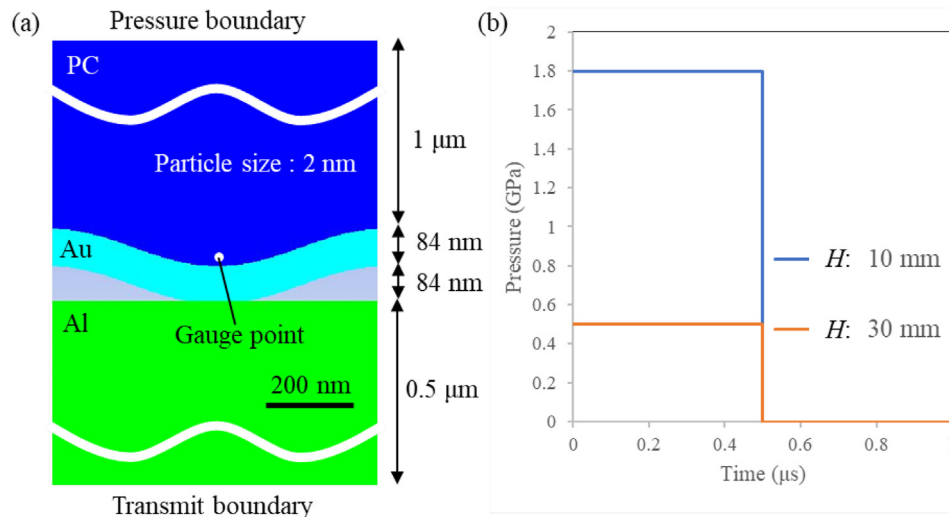 (a)
Pressure boundary
PC
1 μm
Particle size : 2 nm
Au
84 nm
84 nm
Al
Gauge point
200 nm
0.5 μm
Transmit boundary
(b)
2
1.8
1.6
1.4
1.2
1
0.8
0.6
0.4
0.2
0
Pressure (GPa)
H: 10 mm
H: 30 mm
0
0.2
0.4
0.6
0.8
Time (μs)